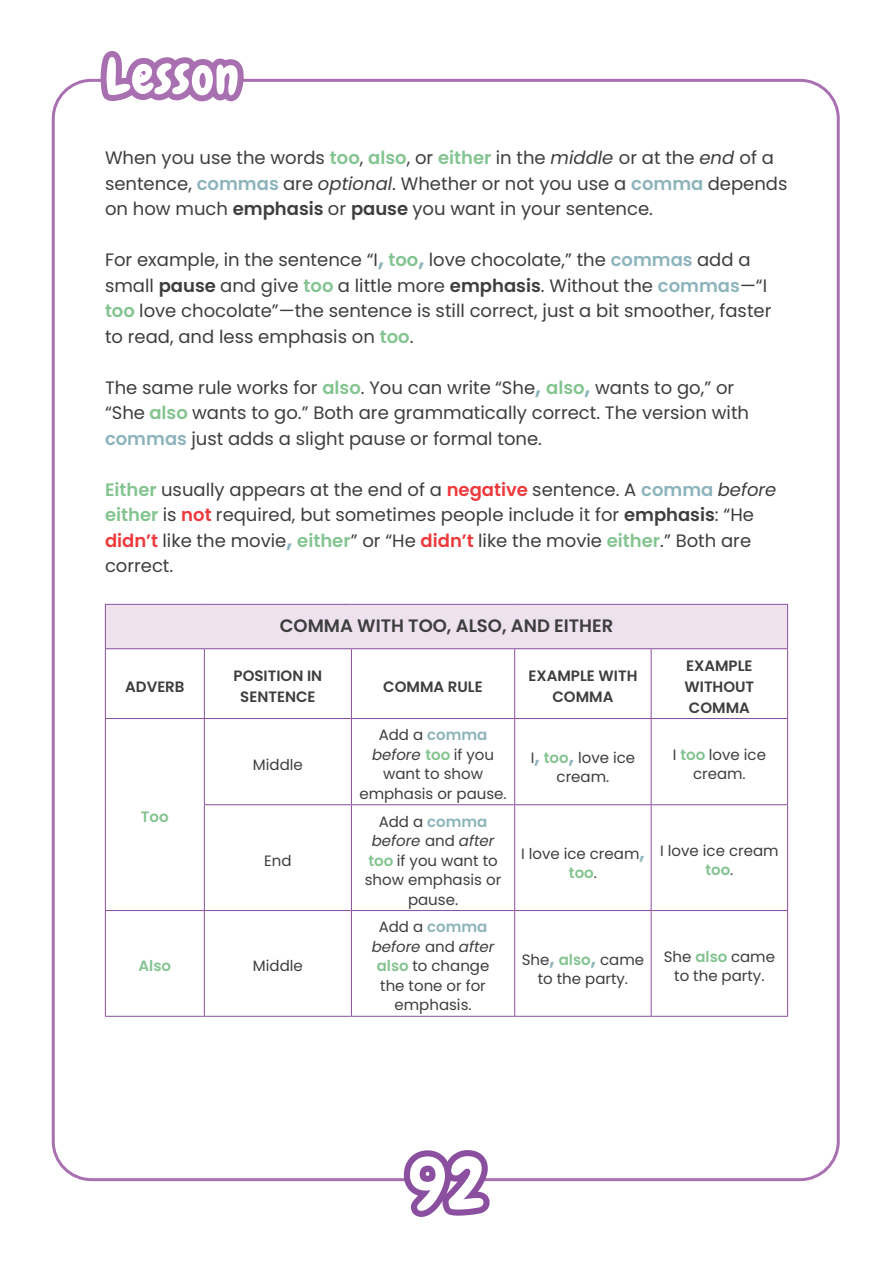 Lesson
When you use the words too, also, or either in the middle or at the end of a
sentence, commas are optional. Whether or not you use a comma depends
on how much emphasis or pause you want in your sentence.
For example, in the sentence “I, too, love chocolate,” the commas add a
small pause and give too a little more emphasis. Without the commas—“I
too love chocolate”—the sentence is still correct, just a bit smoother, faster
to read, and less emphasis on too.
The same rule works for also. You can write “She, also, wants to go,” or
“She also wants to go.” Both are grammatically correct. The version with
commas just adds a slight pause or formal tone.
Either usually appears at the end of a negative sentence. A comma before
either is not required, but sometimes people include it for emphasis: “He
didn’t like the movie, either” or “He didn’t like the movie either.” Both are
correct.
COMMA WITH TOO, ALSO, AND EITHER
ADVERB
POSITION IN
SENTENCE
COMMA RULE
EXAMPLE WITH
COMMA
EXAMPLE
WITHOUT
COMMA
Too
Middle
Add a comma
before too if you
want to show
emphasis or pause.
I, too, love ice
cream.
I too love ice
cream.
End
Add a comma
before and after
too if you want to
show emphasis or
pause.
I love ice cream,
too.
I love ice cream
too.
Also
Middle
Add a comma
before and after
also to change
the tone or for
emphasis.
She, also, came
to the party.
She also came
to the party.
92